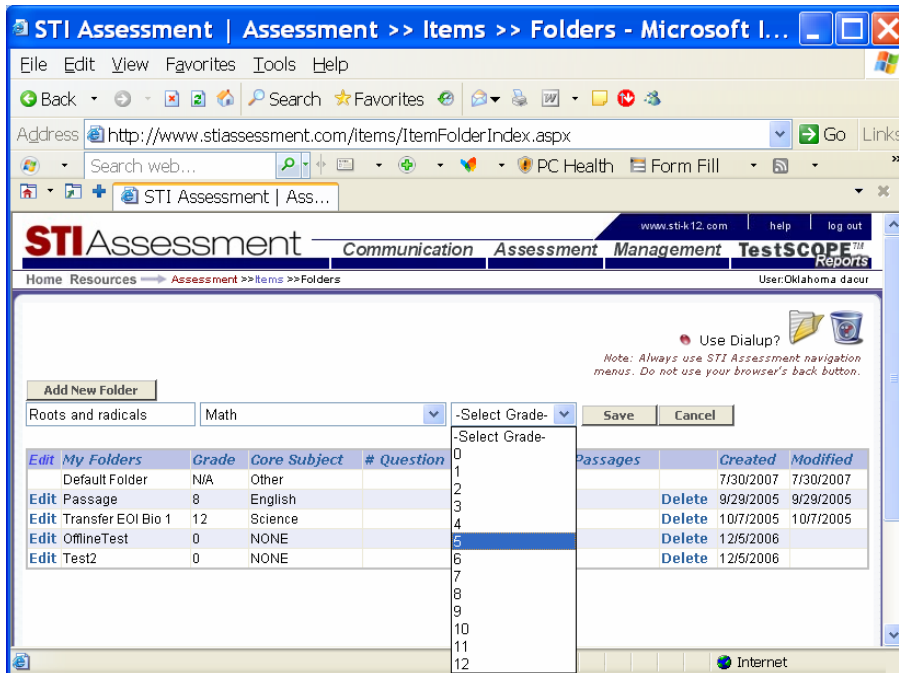 STI Assessment | Assessment >> Items >> Folders - Microsoft I...
File Edit View Favorites Tools Help
Back Search Favorites
Address http://www.stiassessment.com/items/ItemFolderIndex.aspx Go Links
Search web... PC Health Form Fill »
STI Assessment | Ass...
www.sti-k12.com | help | log out
STIAssessment Communication Assessment Management TestSCOPE™ Reports
Home Resources Assessment >>Items >>Folders User:Oklahoma daour
Use Dialup?
Note: Always use STI Assessment navigation
menus. Do not use your browser's back button.
Add New Folder
Roots and radicals Math -Select Grade- Save Cancel
-Select Grade-
0
1
2
3
4
5
6
7
8
9
10
11
12
Edit My Folders Grade Core Subject # Question Passages Created Modified
Default Folder N/A Other 7/30/2007 7/30/2007
Edit Passage 8 English Delete 9/29/2005 9/29/2005
Edit Transfer EOI Bio 1 12 Science Delete 10/7/2005 10/7/2005
Edit OfflineTest 0 NONE Delete 12/5/2006
Edit Test2 0 NONE Delete 12/5/2006
Internet